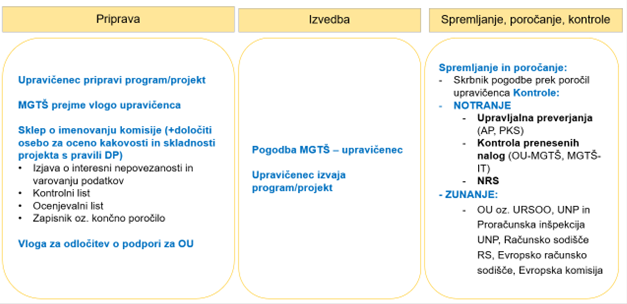 Priprava
Upravičenec pripravi program/projekt
MGTŠ prejme vlogo upravičenca
Sklep o imenovanju komisije (+določiti
osebo za oceno kakovosti in skladnosti
projekta s pravili DP)
• Izjava o interesni nepovezanosti in
varovanju podatkov
• Kontrolni list
• Ocenjevalni list
• Zapisnik oz. končno poročilo
Vloga za odločitev o podpori za OU
Izvedba
Pogodba MGTŠ – upravičenec
Upravičenec izvaja
program/projekt
Spremljanje, poročanje, kontrole
Spremljanje in poročanje:
- Skrbnik pogodbe prek poročil
upravičenca Kontrole:
- NOTRANJE
- Upravljalna preverjanja
(AP, PKS)
- Kontrola prenesenih
nalog (OU-MGTŠ, MGTŠ-
IT)
- NRS
- ZUNANJE:
- OU oz. URSOO, UNP in
Proračunska inšpekcija
UNP, Računsko sodišče
RS, Evropsko računsko
sodišče, Evropska komisija